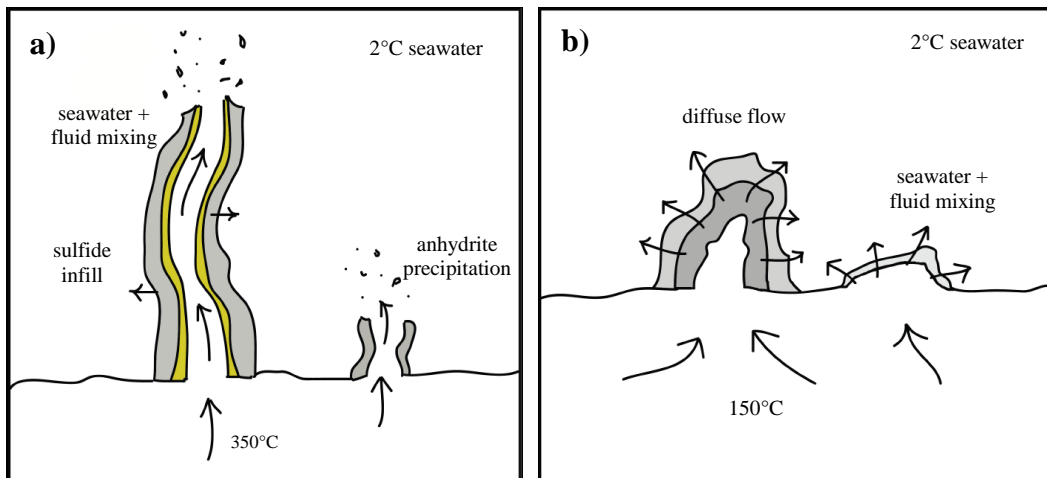 a)
2°C seawater
seawater +
fluid mixing
sulfide
infill
anhydrite
precipitation
350°C
b)
2°C seawater
diffuse flow
seawater +
fluid mixing
150°C